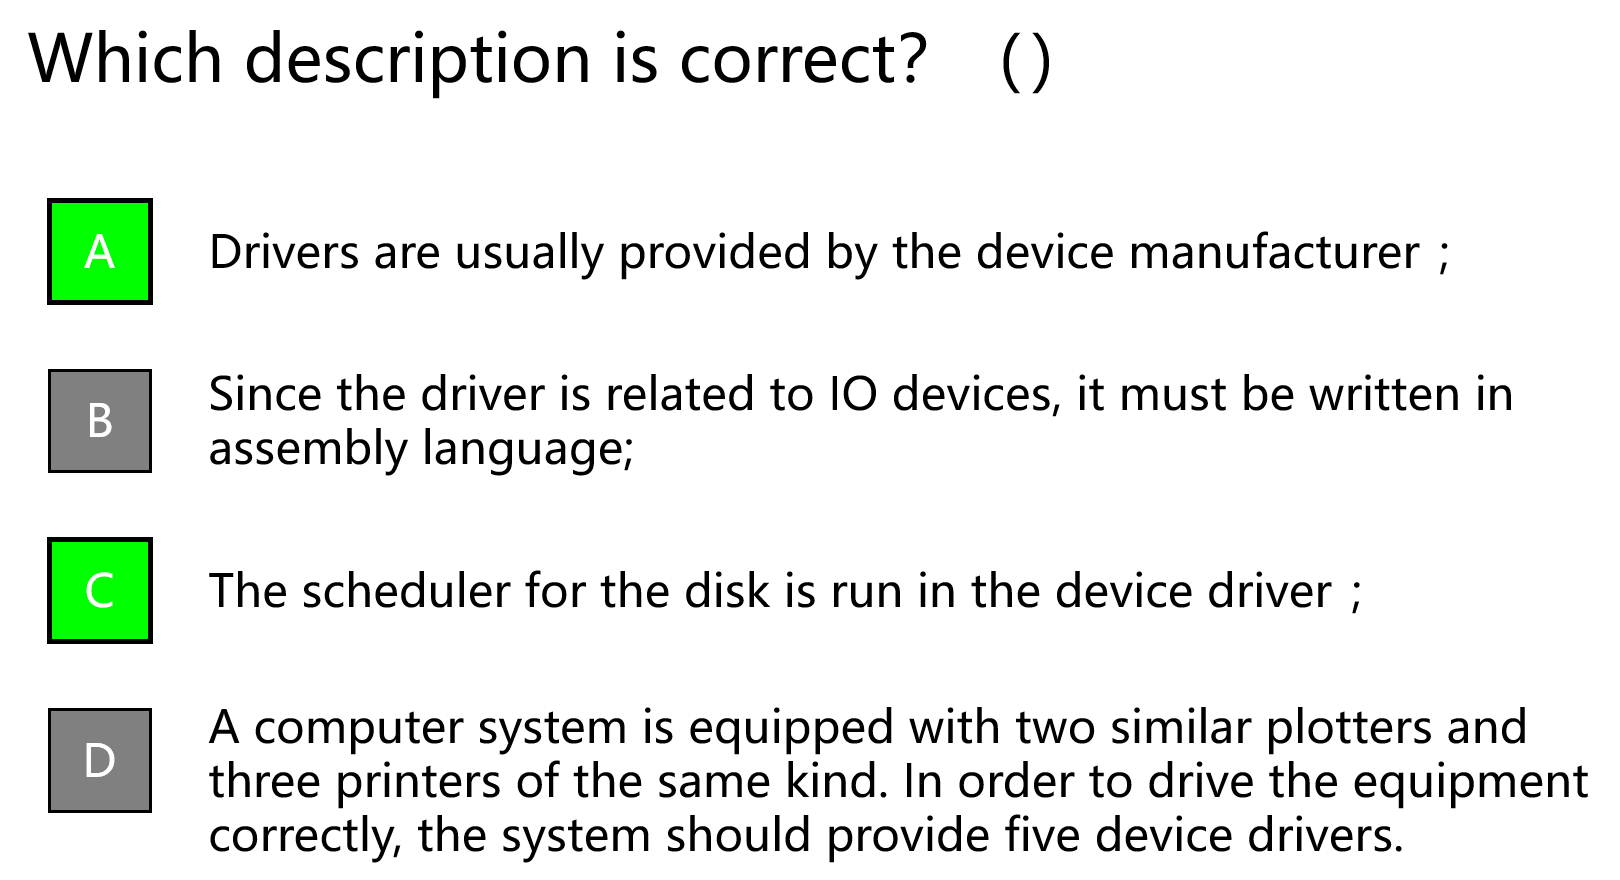 Which description is correct? ()
A Drivers are usually provided by the device manufacturer ;
B Since the driver is related to IO devices, it must be written in
assembly language;
C The scheduler for the disk is run in the device driver ;
D A computer system is equipped with two similar plotters and
three printers of the same kind. In order to drive the equipment
correctly, the system should provide five device drivers.